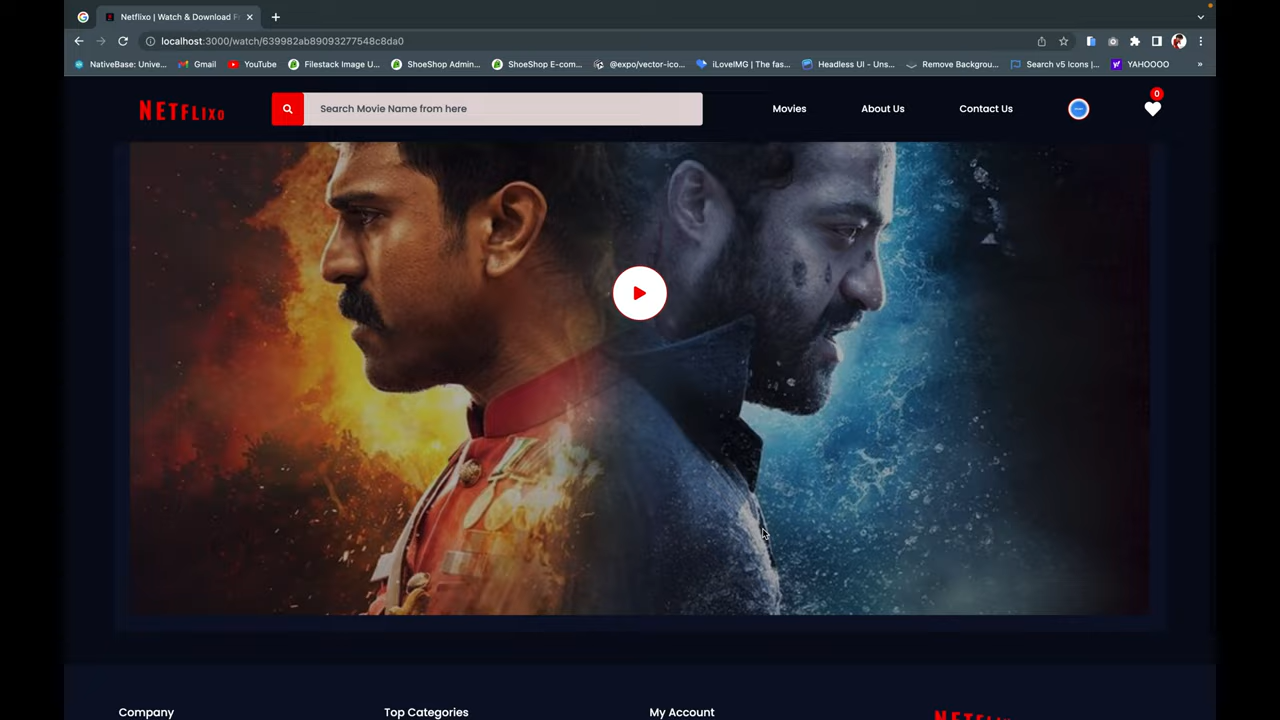 Netflixo | Watch & Download F
localhost:3000/watch/639982ab89093277548c8da0
NativeBase: Unive... Gmail YouTube Filestack Image U... ShoeShop Admin... ShoeShop E-com... @expo/vector-ico... iLoveIMG | The fas... Headless UI - Uns... Remove Backgrou... Search v5 Icons |... YAHOOOO »
NETFLIXO Search Movie Name from here Movies About Us Contact Us 0
Company Top Categories My Account NETFLIXO